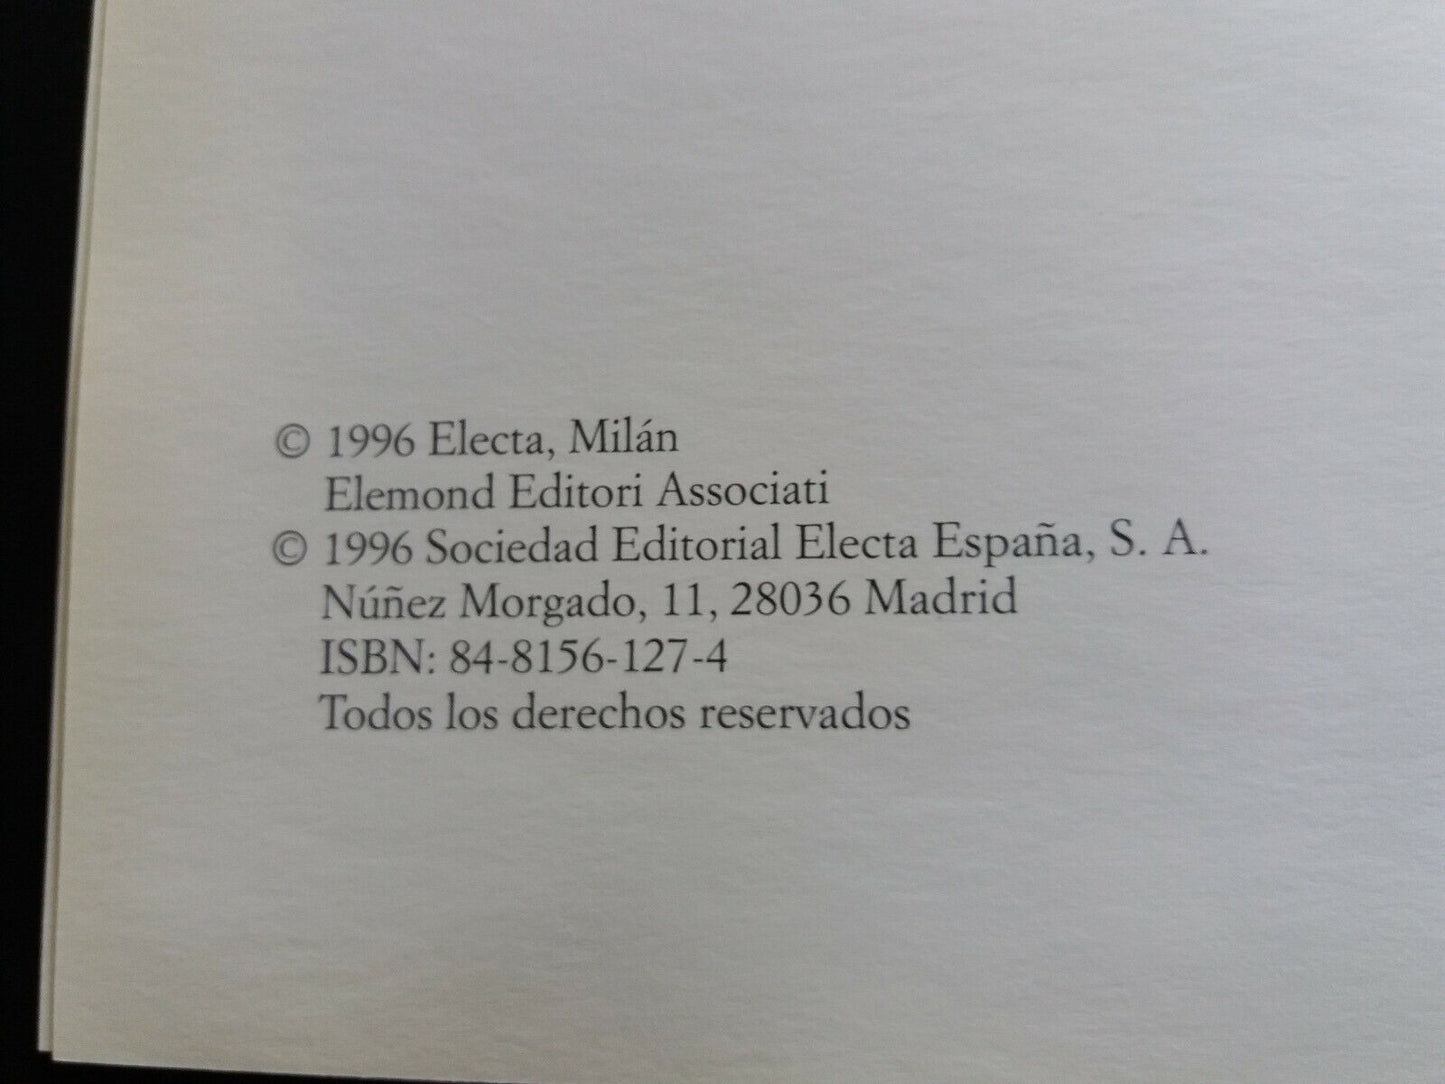 © 1996 Electa, Milán
Elemond Editori Associati
© 1996 Sociedad Editorial Electa España, S. A.
Núñez Morgado, 11, 28036 Madrid
ISBN: 84-8156-127-4
Todos los derechos reservados